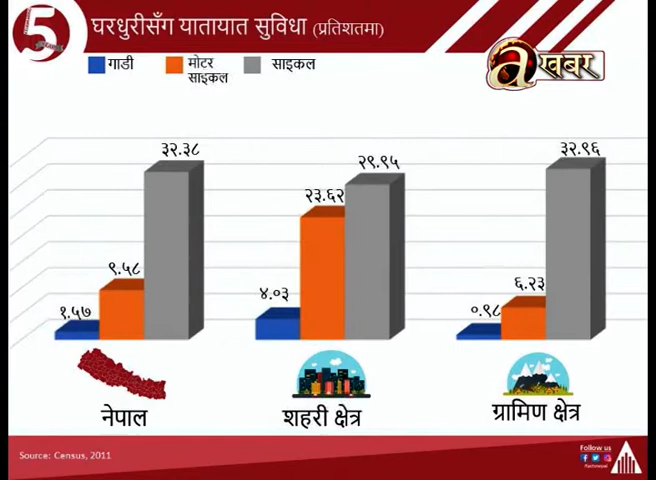 5
घरधुरीसँग यातायात सुविधा (प्रतिशतमा)
गाडी
मोटर
साइकल
साइकल
a खबर
३२.३८
९.५८
१.५७
२९.९५
२३.६२
४.०३
३२.९६
६.२३
०.९८
नेपाल
शहरी क्षेत्र
ग्रामिण क्षेत्र
Source: Census, 2011
Follow us